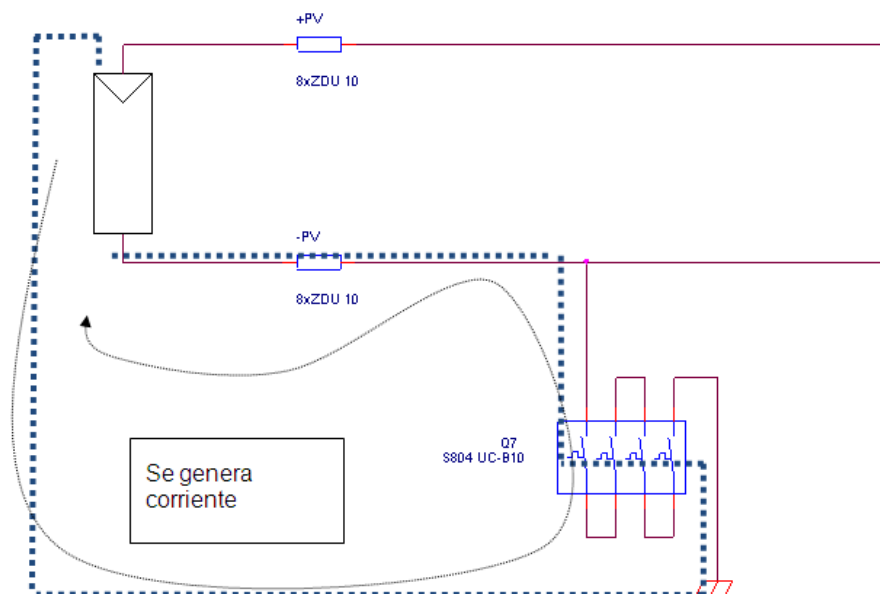 +PV
8xZDU 10
-PV
8xZDU 10
Q7
S804 UC-B10
Se genera
corriente